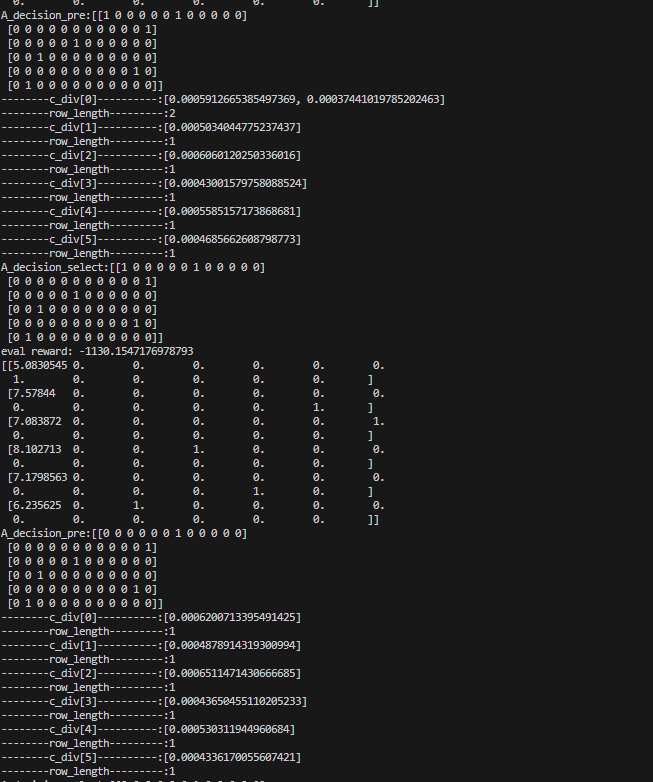 0. 0. 0. 0. 0. ]]
A_decision_pre:[[1 0 0 0 0 0 1 0 0 0 0 0]
[0 0 0 0 0 0 0 0 0 0 0 1]
[0 0 0 0 0 1 0 0 0 0 0 0]
[0 0 1 0 0 0 0 0 0 0 0 0]
[0 0 0 0 0 0 0 0 0 0 1 0]
[0 1 0 0 0 0 0 0 0 0 0 0]]
--------c_div[0]----------:[0.0005912665385497369, 0.00037441019785202463]
--------row_length---------:2
--------c_div[1]----------:[0.0005034044775237437]
--------row_length---------:1
--------c_div[2]----------:[0.0006060120250336016]
--------row_length---------:1
--------c_div[3]----------:[0.00043001579758088524]
--------row_length---------:1
--------c_div[4]----------:[0.0005585157173868681]
--------row_length---------:1
--------c_div[5]----------:[0.0004685662608798773]
--------row_length---------:1
A_decision_select:[[1 0 0 0 0 0 1 0 0 0 0 0]
[0 0 0 0 0 0 0 0 0 0 0 1]
[0 0 0 0 0 1 0 0 0 0 0 0]
[0 0 1 0 0 0 0 0 0 0 0 0]
[0 0 0 0 0 0 0 0 0 0 1 0]
[0 1 0 0 0 0 0 0 0 0 0 0]]
eval reward: -1130.1547176978793
[[5.0830545 0. 0. 0. 0. 0.
1. 0. 0. 0. 0. ]
[7.57844 0. 0. 0. 0. 0.
0. 0. 0. 0. 1. ]
[7.083872 0. 0. 0. 0. 1.
0. 0. 0. 0. 0. ]
[8.102713 0. 1. 0. 0. 0.
0. 0. 0. 0. 0. ]
[7.1798563 0. 0. 0. 0. 0.
0. 0. 0. 1. 0. ]
[6.235625 1. 0. 0. 0. 0.
0. 0. 0. 0. 0. ]]
A_decision_pre:[[0 0 0 0 0 0 1 0 0 0 0 0]
[0 0 0 0 0 0 0 0 0 0 0 1]
[0 0 0 0 0 1 0 0 0 0 0 0]
[0 0 1 0 0 0 0 0 0 0 0 0]
[0 0 0 0 0 0 0 0 0 0 1 0]
[0 1 0 0 0 0 0 0 0 0 0 0]]
--------c_div[0]----------:[0.0006200713395491425]
--------row_length---------:1
--------c_div[1]----------:[0.0004878914319300994]
--------row_length---------:1
--------c_div[2]----------:[0.0006511471430666685]
--------row_length---------:1
--------c_div[3]----------:[0.00043650455110205233]
--------row_length---------:1
--------c_div[4]----------:[0.000530311944960684]
--------row_length---------:1
--------c_div[5]----------:[0.0004336170055607421]
--------row_length---------:1